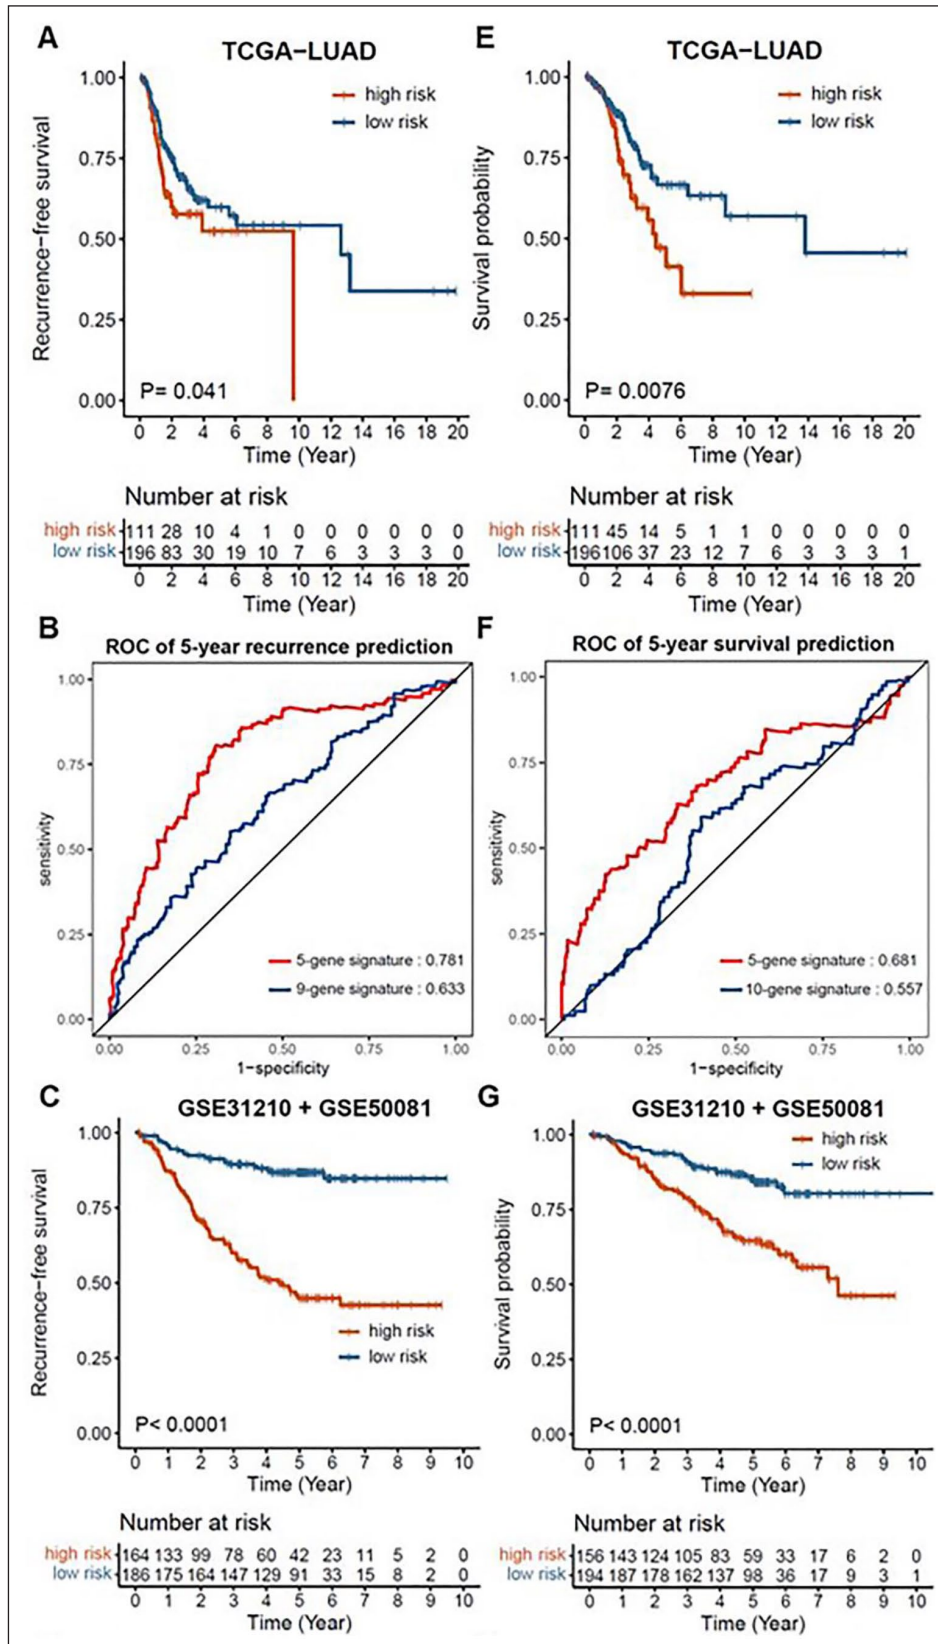 A
TCGA−LUAD
high risk
low risk
Recurrence−free survival
1.00
0.75
0.50
0.25
0.00
P= 0.041
0 2 4 6 8 10 12 14 16 18 20
Time (Year)
Number at risk
high risk 111 28 10 4 1 0 0 0 0 0 0
low risk 196 83 30 19 10 7 6 3 3 3 0
0 2 4 6 8 10 12 14 16 18 20
Time (Year)
E
TCGA−LUAD
high risk
low risk
Survival probability
1.00
0.75
0.50
0.25
0.00
P= 0.0076
0 2 4 6 8 10 12 14 16 18 20
Time (Year)
Number at risk
high risk 111 45 14 5 1 1 0 0 0 0 0
low risk 196 106 37 23 12 7 6 3 3 3 1
0 2 4 6 8 10 12 14 16 18 20
Time (Year)
B
ROC of 5-year recurrence prediction
sensitivity
1.00
0.75
0.50
0.25
0.00
5-gene signature : 0.781
9-gene signature : 0.633
0.00 0.25 0.50 0.75 1.00
1−specificity
F
ROC of 5-year survival prediction
sensitivity
1.00
0.75
0.50
0.25
0.00
5-gene signature : 0.681
10-gene signature : 0.557
0.00 0.25 0.50 0.75 1.00
1−specificity
C
GSE31210 + GSE50081
Recurrence−free survival
1.00
0.75
0.50
0.25
0.00
high risk
low risk
P< 0.0001
0 1 2 3 4 5 6 7 8 9 10
Time (Year)
Number at risk
high risk 164 133 99 78 60 42 23 11 5 2 0
low risk 186 175 164 147 129 91 33 15 8 2 0
0 1 2 3 4 5 6 7 8 9 10
Time (Year)
G
GSE31210 + GSE50081
high risk
low risk
Survival probability
1.00
0.75
0.50
0.25
0.00
P< 0.0001
0 1 2 3 4 5 6 7 8 9 10
Time (Year)
Number at risk
high risk 156 143 124 105 83 59 33 17 6 2 0
low risk 194 187 178 162 137 98 36 17 9 3 1
0 1 2 3 4 5 6 7 8 9 10
Time (Year)